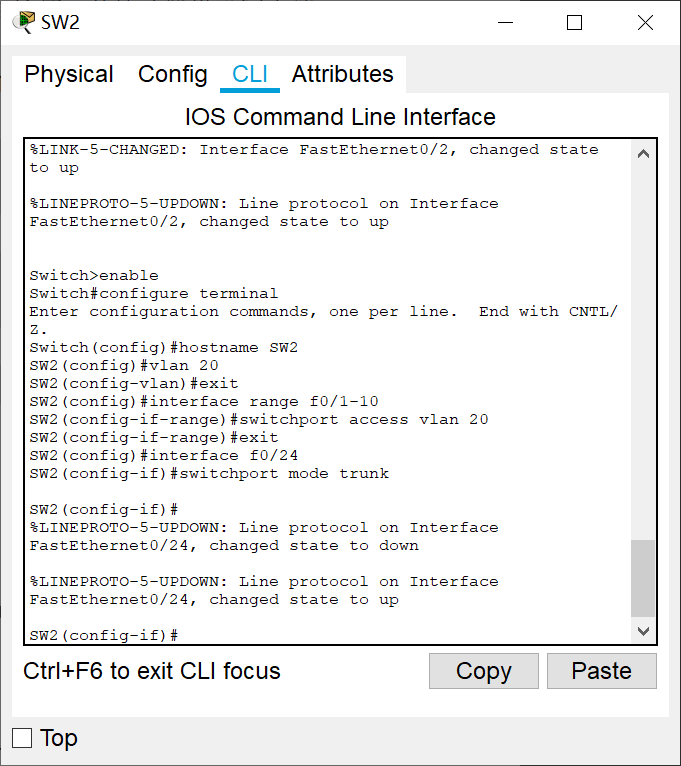 SW2
Physical Config CLI Attributes
IOS Command Line Interface
%LINK-5-CHANGED: Interface FastEthernet0/2, changed state
to up
%LINEPROTO-5-UPDOWN: Line protocol on Interface
FastEthernet0/2, changed state to up
Switch>enable
Switch#configure terminal
Enter configuration commands, one per line.  End with CNTL/
Z.
Switch(config)#hostname SW2
SW2(config)#vlan 20
SW2(config-vlan)#exit
SW2(config)#interface range f0/1-10
SW2(config-if-range)#switchport access vlan 20
SW2(config-if-range)#exit
SW2(config)#interface f0/24
SW2(config-if)#switchport mode trunk
SW2(config-if)#
%LINEPROTO-5-UPDOWN: Line protocol on Interface
FastEthernet0/24, changed state to down
%LINEPROTO-5-UPDOWN: Line protocol on Interface
FastEthernet0/24, changed state to up
SW2(config-if)#
Ctrl+F6 to exit CLI focus
Copy
Paste
Top